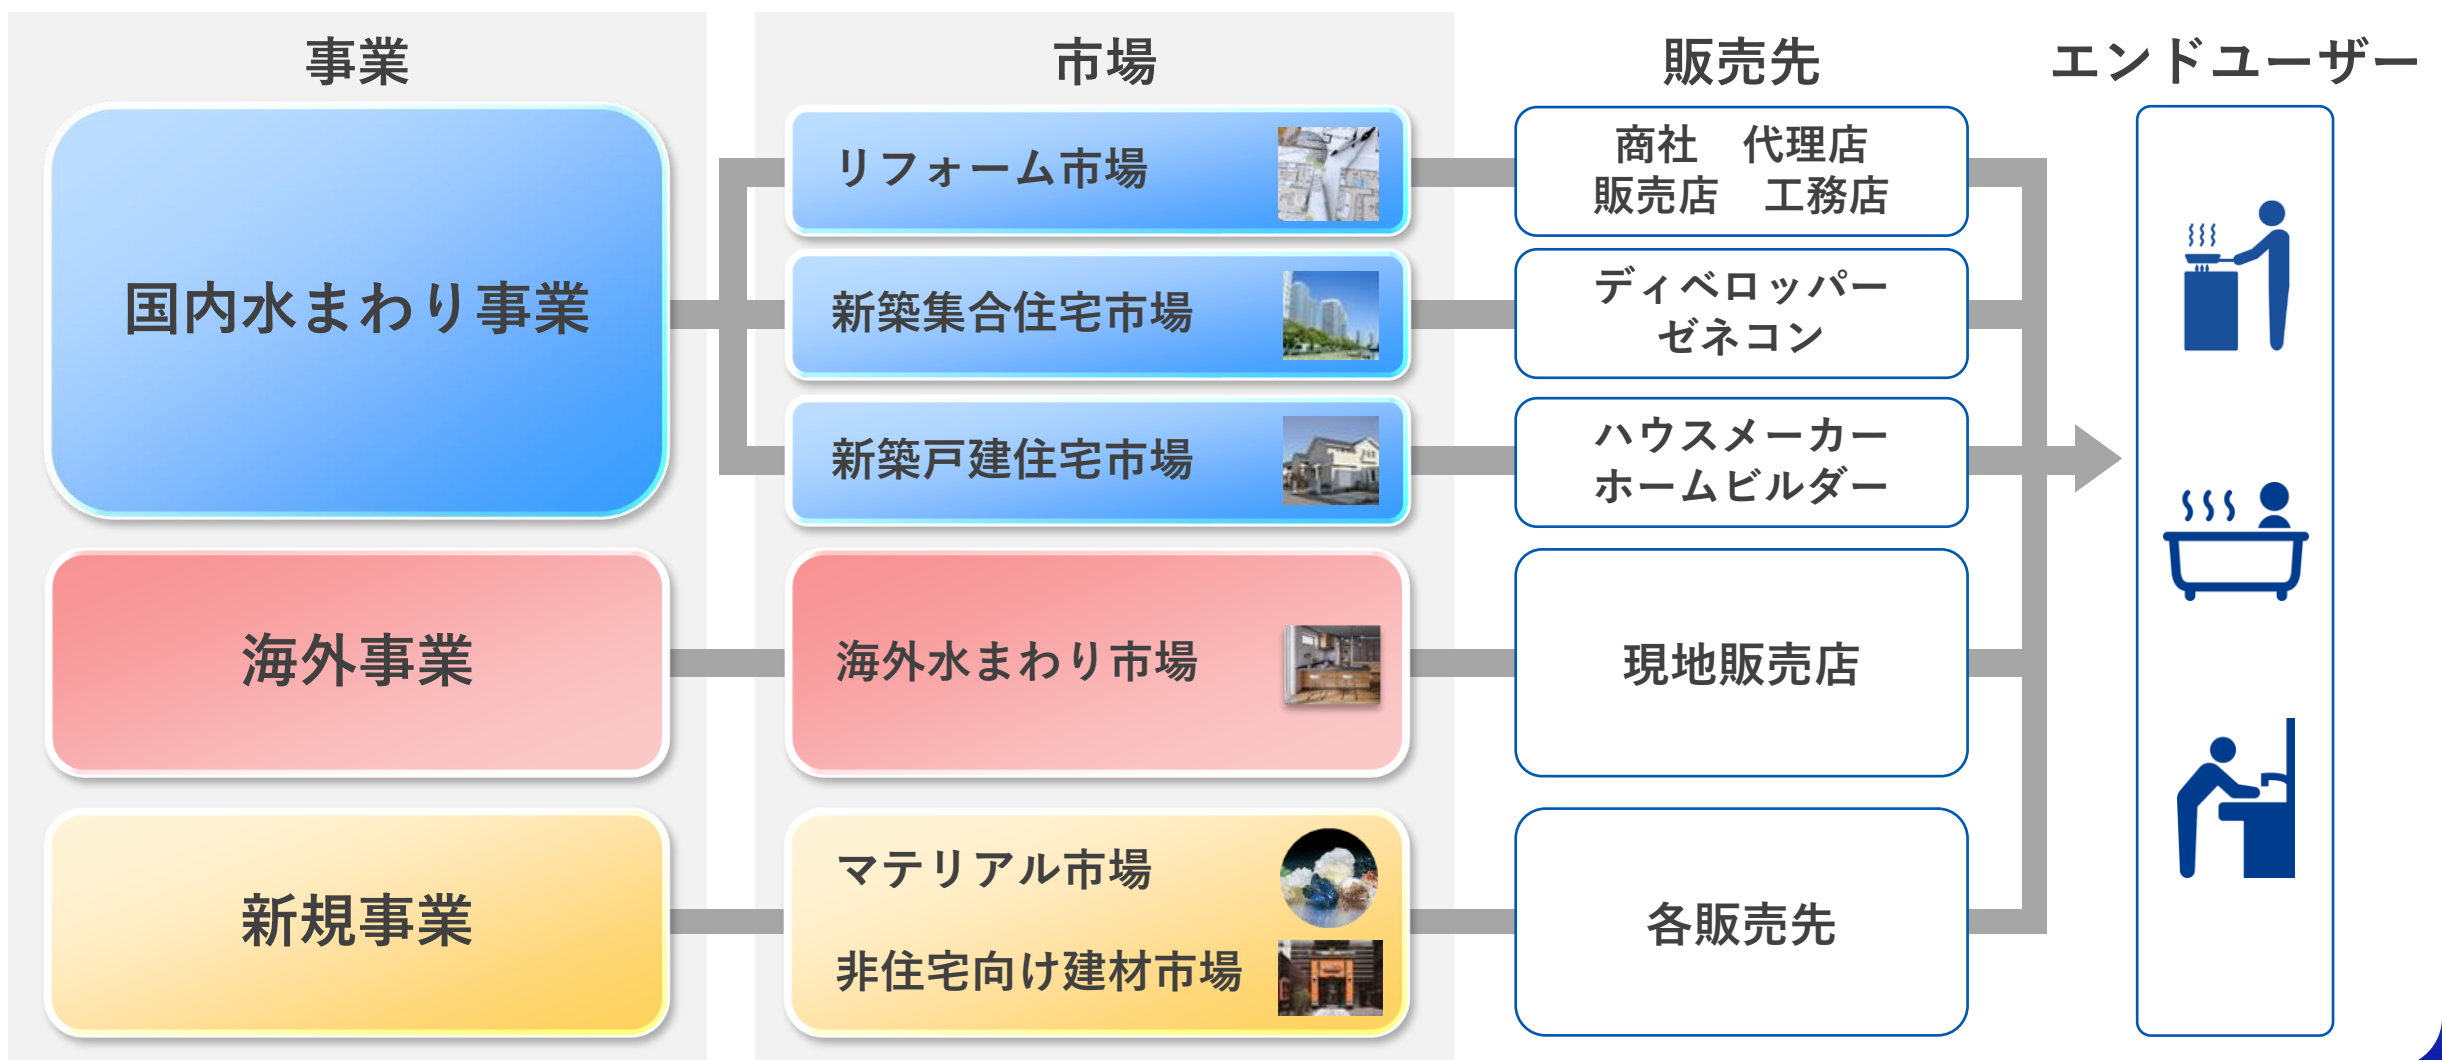 事業
市場
販売先
エンドユーザー
国内水まわり事業
リフォーム市場
商社　代理店
販売店　工務店
新築集合住宅市場
ディベロッパー
ゼネコン
新築戸建住宅市場
ハウスメーカー
ホームビルダー
海外事業
海外水まわり市場
現地販売店
新規事業
マテリアル市場
非住宅向け建材市場
各販売先